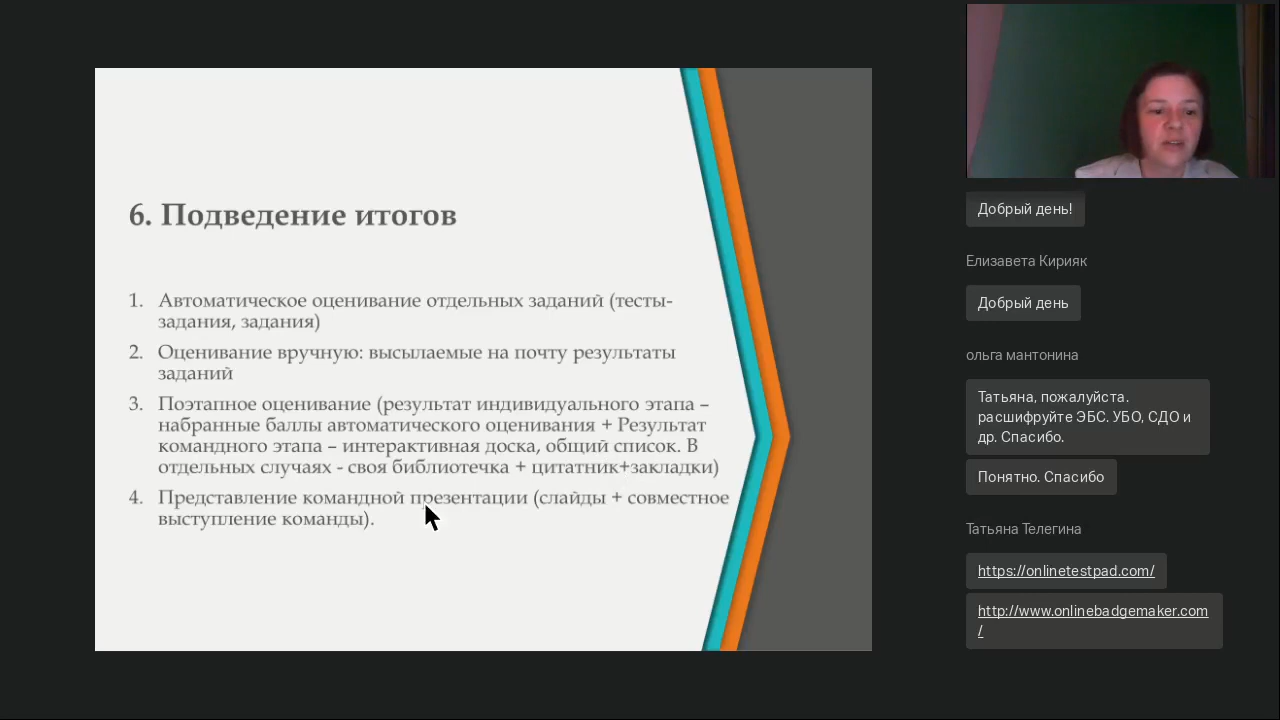 6. Подведение итогов
1. Автоматическое оценивание отдельных заданий (тесты-
задания, задания)
2. Оценивание вручную: высылаемые на почту результаты
заданий
3. Поэтапное оценивание (результат индивидуального этапа –
набранные баллы автоматического оценивания + Результат
командного этапа – интерактивная доска, общий список. В
отдельных случаях - своя библиотечка + цитатник+закладки)
4. Представление командной презентации (слайды + совместное
выступление команды).
Добрый день!
Елизавета Кирияк
Добрый день
ольга мантонина
Татьяна, пожалуйста.
расшифруйте ЭБС. УБО, СДО и
др. Спасибо.
Понятно. Спасибо
Татьяна Телегина
https://onlinetestpad.com/
http://www.onlinebadgemaker.com
/